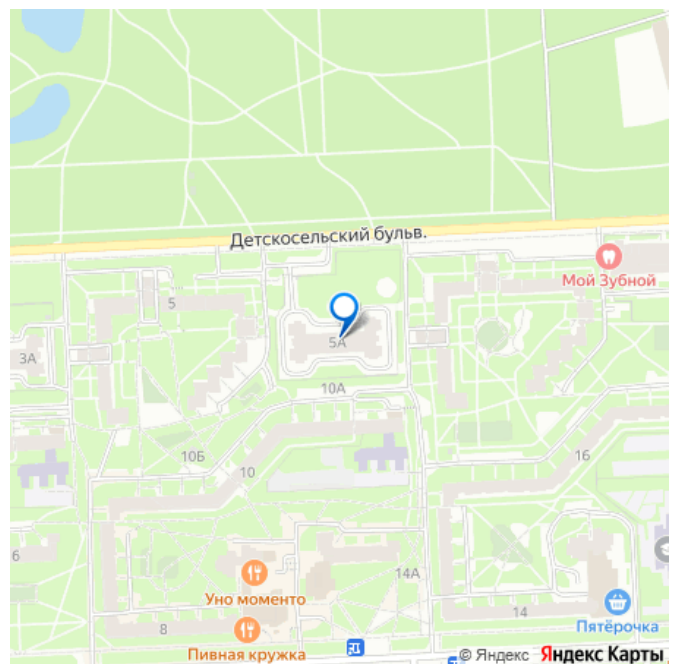 Детскосельский бульв.
Мой Зубной
5
5А
3А
10А
10Б
10
16
6
14А
Уно моменто
14
Пятёрочка
8
Пивная кружка
© Яндекс Яндекс Карты